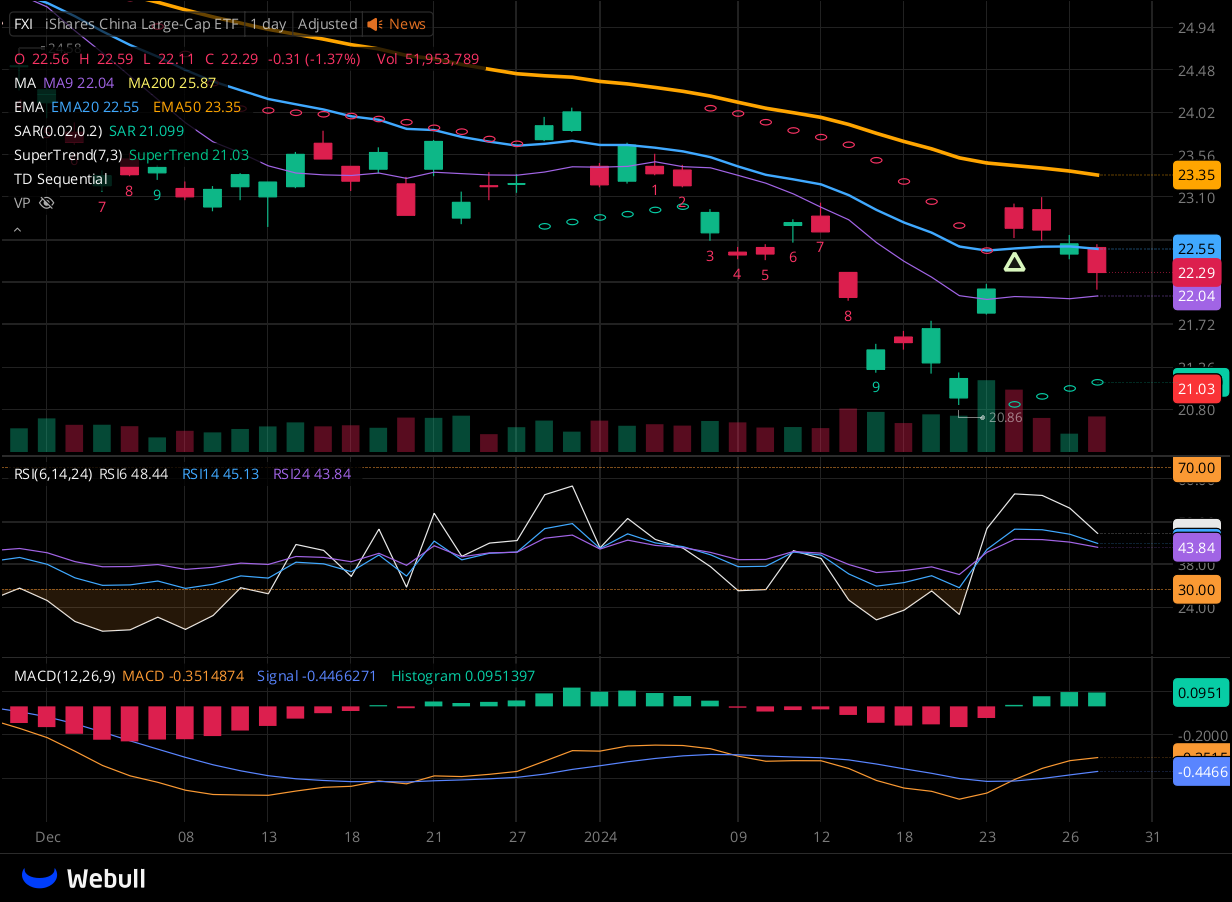 FXI iShares China Large-Cap ETF 1 day Adjusted News
24.94
24.58
O 22.56 H 22.59 L 22.11 C 22.29 -0.31 (-1.37%) Vol 51,953,789
24.48
MA MA9 22.04 MA200 25.87
EMA EMA20 22.55 EMA50 23.35
24.02
SAR(0.02,0.2) SAR 21.099
SuperTrend(7,3) SuperTrend 21.03
23.56
TD Sequential
23.35
VP
23.10
7 8 9 1 2 3 4 5 6 7 8 9
22.55
22.29
22.04
21.72
21.26
21.03
20.80
20.86
RSI(6,14,24) RSI6 48.44 RSI14 45.13 RSI24 43.84
70.00
43.84
38.00
30.00
24.00
MACD(12,26,9) MACD -0.3514874 Signal -0.4466271 Histogram 0.0951397
0.0951
-0.2000
-0.4466
Dec 08 13 18 21 27 2024 09 12 18 23 26 31
Webull